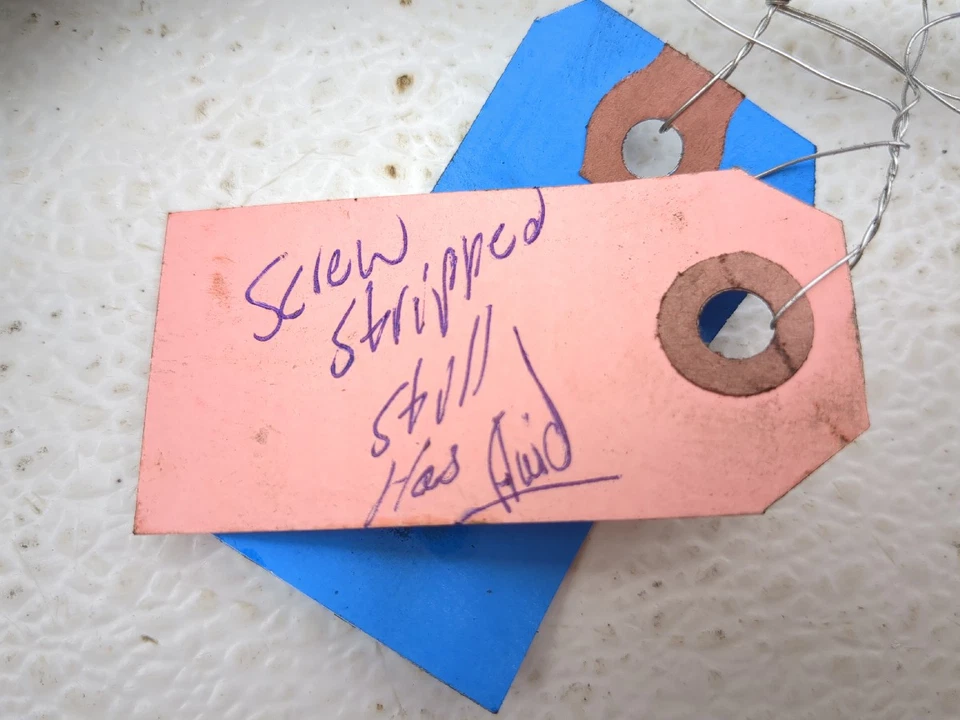 Screw
Stripped
Still
Has fluid